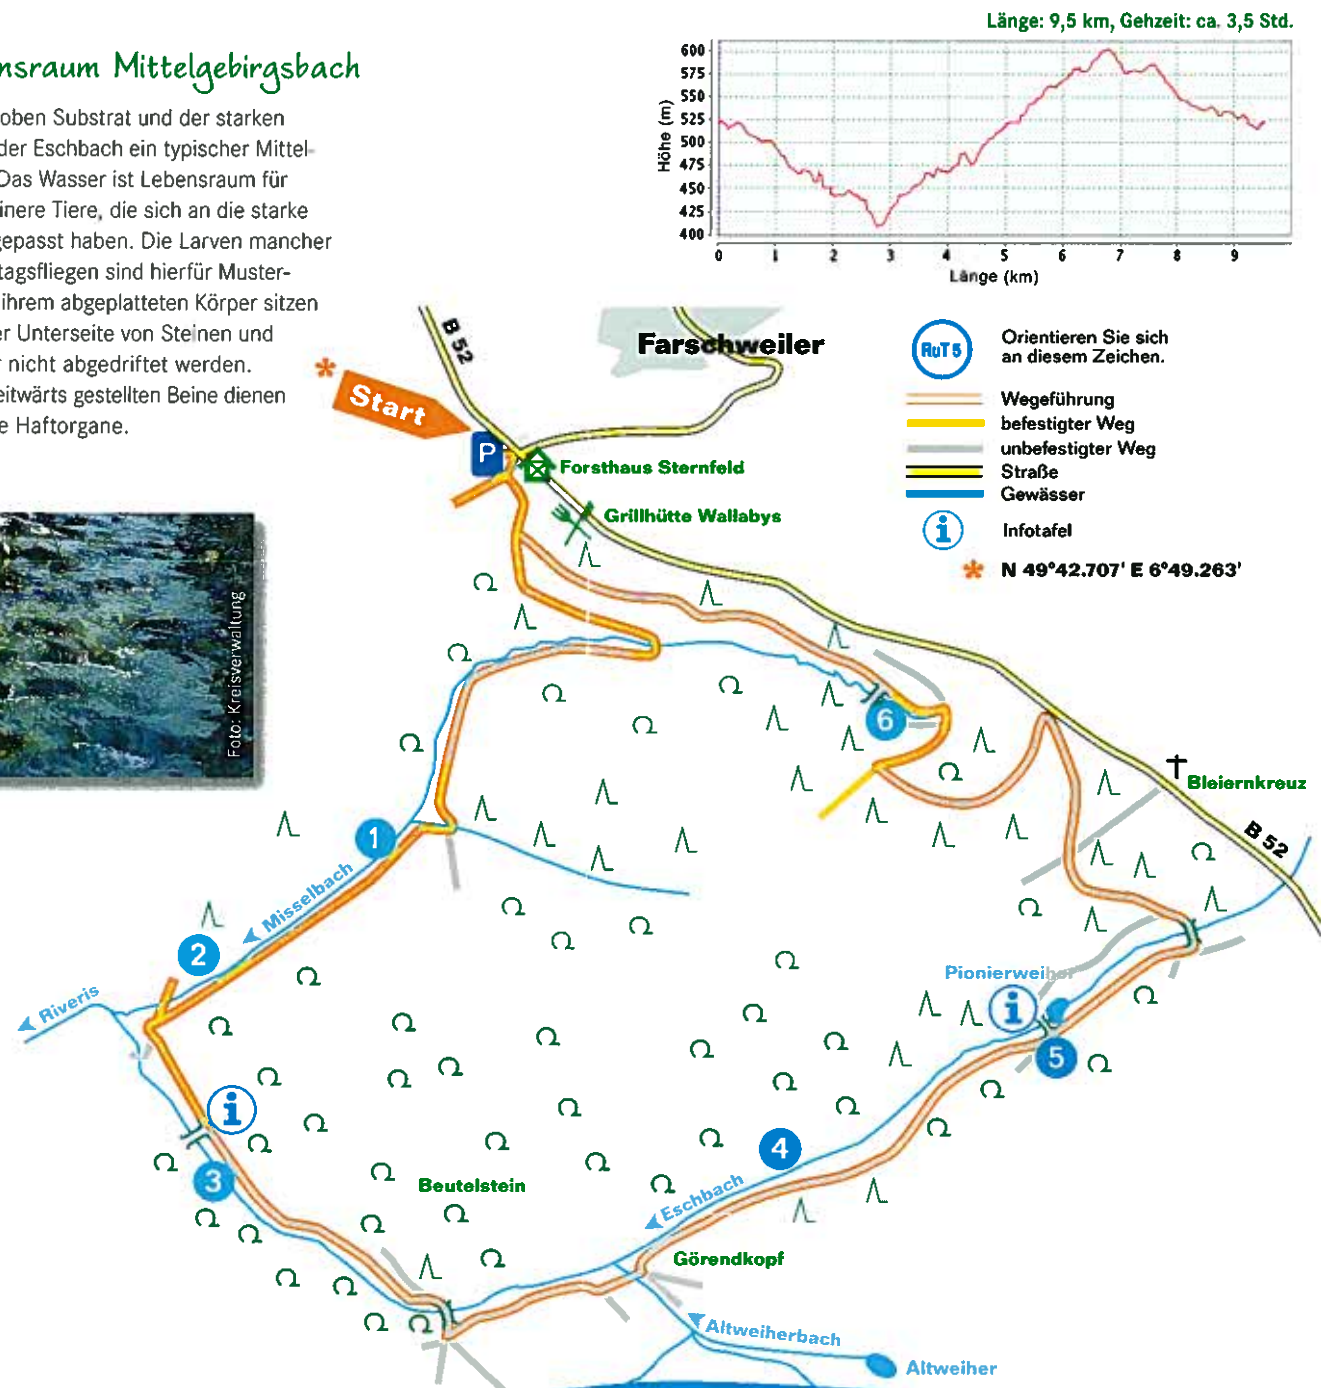 Länge: 9,5 km, Gehzeit: ca. 3,5 Std.
nsraum Mittelgebirgsbach
oben Substrat und der starken
der Eschbach ein typischer Mittel-
Das Wasser ist Lebensraum für
inere Tiere, die sich an die starke
gepasst haben. Die Larven mancher
tagsfliegen sind hierfür Muster-
ihrem abgeplatteten Körper sitzen
er Unterseite von Steinen und
r nicht abgedriftet werden.
eitwärts gestellten Beine dienen
e Haftorgane.
Foto: Kreisverwaltung
Höhe (m)
600
575
550
525
500
475
450
425
400
0 1 2 3 4 5 6 7 8 9
Länge (km)
RuT 5
Orientieren Sie sich
an diesem Zeichen.
Wegeführung
befestigter Weg
unbefestigter Weg
Straße
Gewässer
i
Infotafel
* N 49°42.707' E 6°49.263'
B 52
Farschweiler
*
Start
P
Forsthaus Sternfeld
Grillhütte Wallabys
6
Bleiernkreuz
B 52
1
Misselbach
2
Riveris
Pionierweiher
i
5
i
3
4
Beutelstein
Eschbach
Görendkopf
Altweiherbach
Altweiher